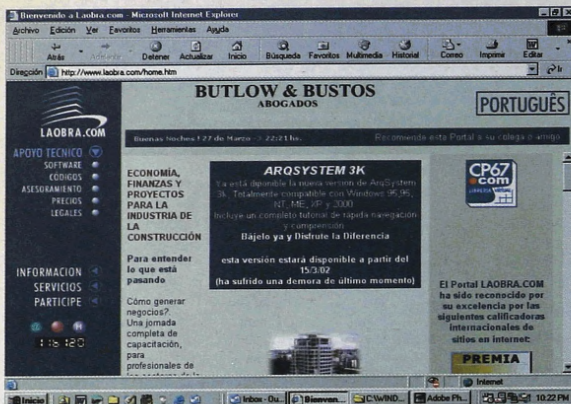 Bienvenido a Laobra.com - Microsoft Internet Explorer
Archivo Edición Ver Favoritos Herramientas Ayuda
Atrás Detener Actualizar Inicio Búsqueda Favoritos Multimedia Historial Correo Imprimir Editar
Dirección http://www.laobra.com/home.htm
BUTLOW & BUSTOS
ABOGADOS
PORTUGUÊS
LAOBRA.COM
Buenas Noches ! 27 de Marzo -> 22:21 hs.
Recomiende este Portal a su colega o amigo
APOYO TECNICO
SOFTWARE
CÓDIGOS
ASESORAMIENTO
PRECIOS
LEGALES
INFORMACION
SERVICIOS
PARTICIPE
ECONOMÍA,
FINANZAS Y
PROYECTOS
PARA LA
INDUSTRIA DE
LA
CONSTRUCCIÓN
Para entender
lo que está
pasando
Cómo generar
negocios?.
Una jornada
completa de
capacitación,
para
profesionales de
ARQSYSTEM 3K
Ya está disponible la nueva version de ArqSystem
3k. Totalmente compatible con Windows 95,98,
NT, ME, XP y 2000
Incluye un completo tutorial de rápida navegación
y comprensión
Bájelo ya y Disfrute la Diferencia
esta versión estará disponible a partir del
15/3/02
(ha sufrido una demora de último momento)
CP67
.com
LIBRERIA VIRTUAL
El Portal LAOBRA.COM
ha sido reconocido por
su excelencia por las
siguientes calificadoras
internacionales de
sitios en internet:
PREMIA
Internet
Inicio Inbox - Ou... Bienven... C:\WIND... Adobe Ph... 10:22 PM